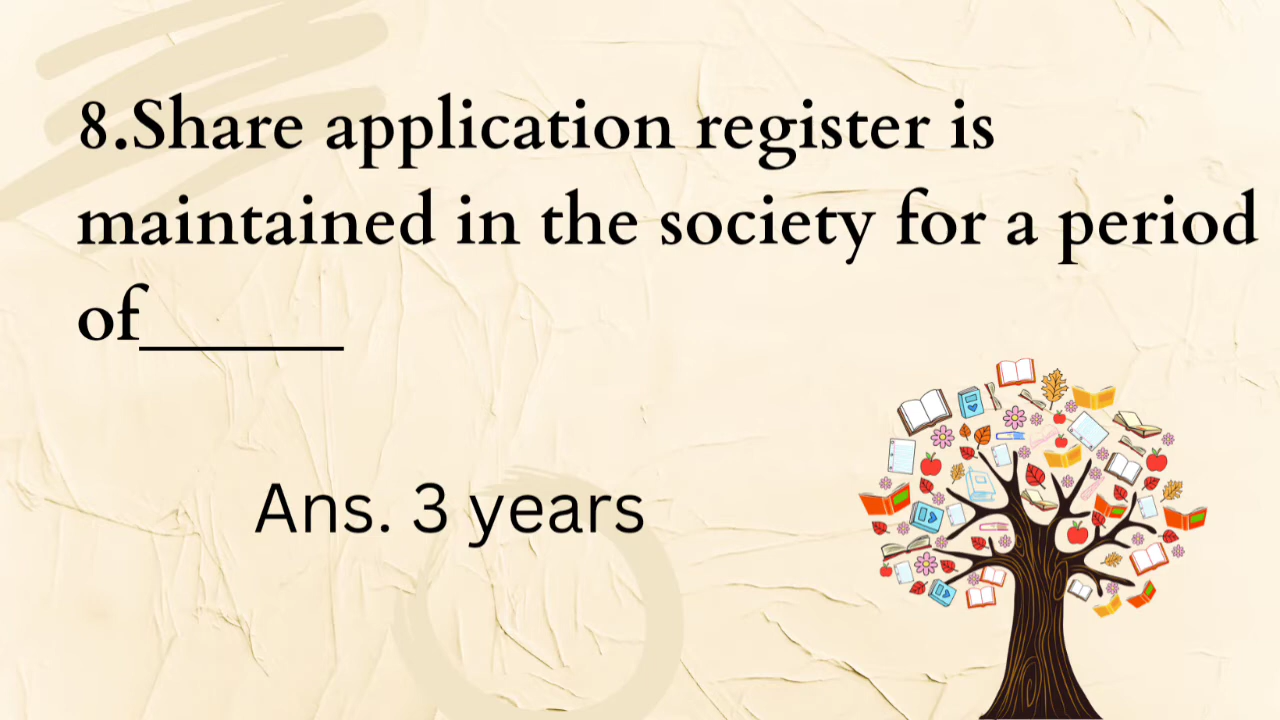 8.Share application register is
maintained in the society for a period
of______
Ans. 3 years